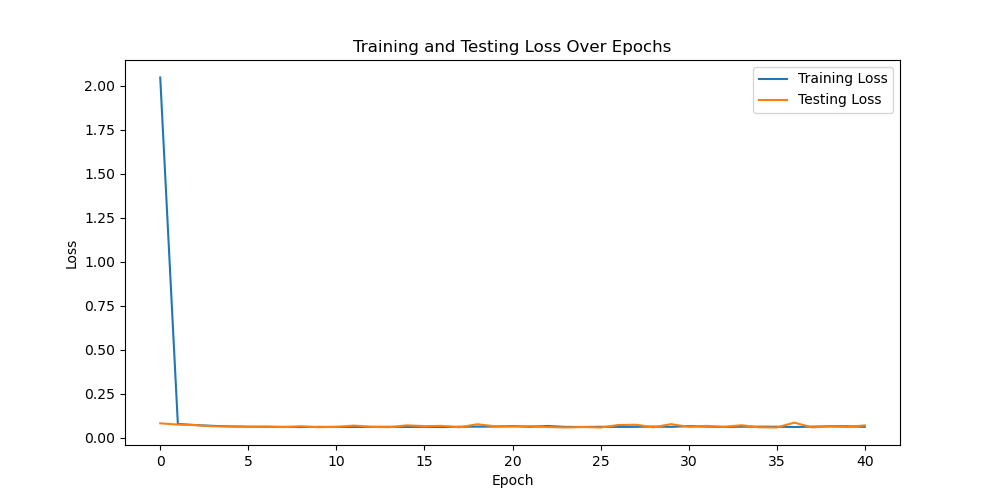 Training and Testing Loss Over Epochs
Training Loss
Testing Loss
2.00
1.75
1.50
1.25
1.00
0.75
0.50
0.25
0.00
Loss
0 5 10 15 20 25 30 35 40
Epoch